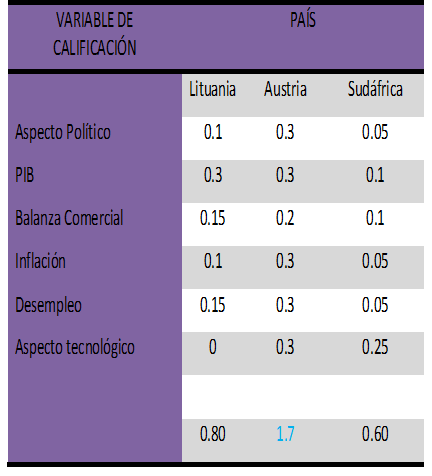 VARIABLE DE PAÍS
CALIFICACIÓN
Lituania Austria Sudáfrica
Aspecto Político 0.1 0.3 0.05
PIB 0.3 0.3 0.1
Balanza Comercial 0.15 0.2 0.1
Inflación 0.1 0.3 0.05
Desempleo 0.15 0.3 0.05
Aspecto tecnológico 0 0.3 0.25
0.80 1.7 0.60